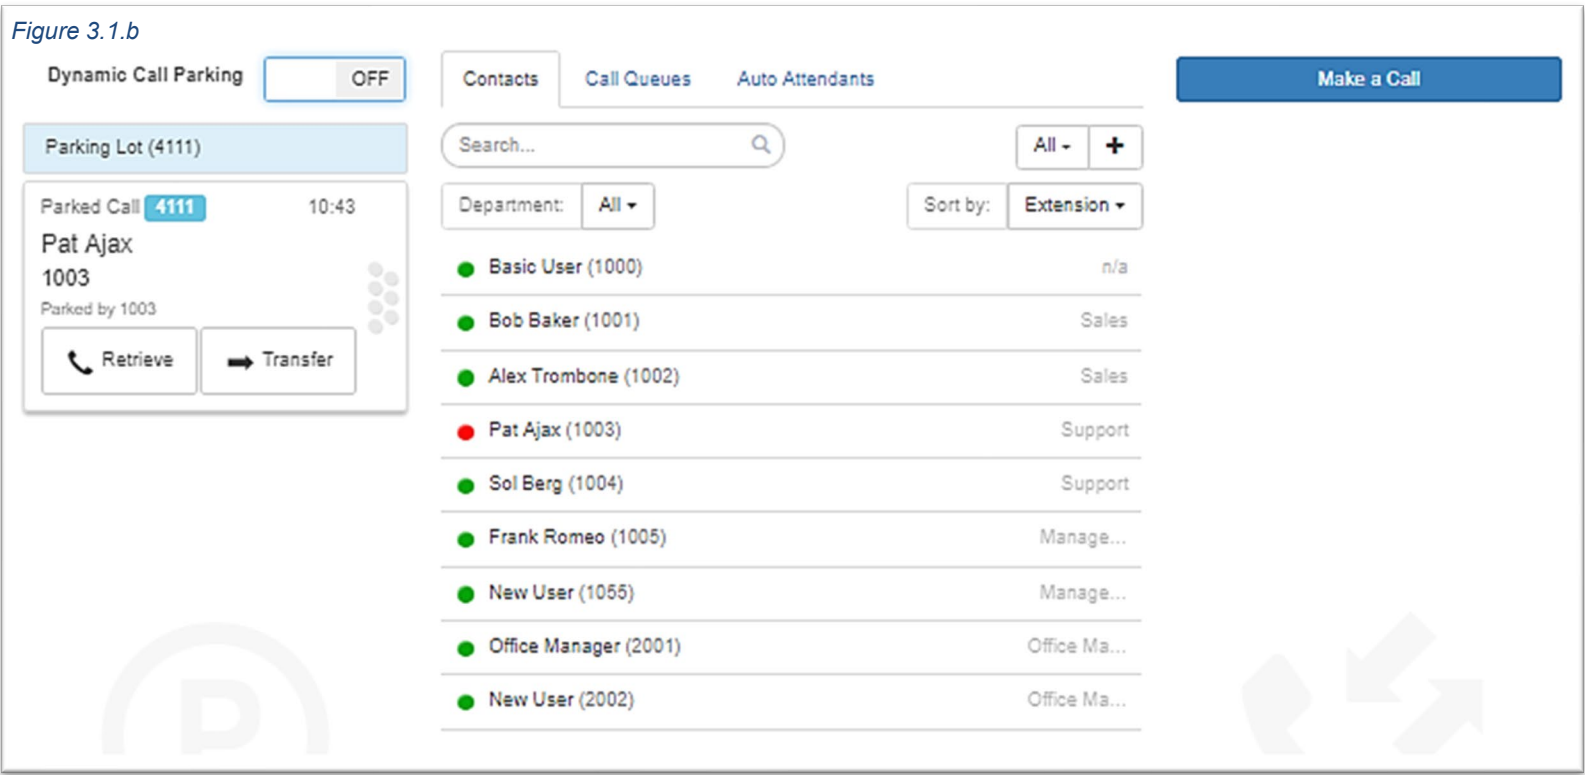 Figure 3.1.b
Dynamic Call Parking OFF
Parking Lot (4111)
Parked Call 4111 10:43
Pat Ajax
1003
Parked by 1003
Retrieve Transfer
Contacts Call Queues Auto Attendants
Search... All +
Department: All Sort by: Extension
Basic User (1000) n/a
Bob Baker (1001) Sales
Alex Trombone (1002) Sales
Pat Ajax (1003) Support
Sol Berg (1004) Support
Frank Romeo (1005) Manage...
New User (1055) Manage...
Office Manager (2001) Office Ma...
New User (2002) Office Ma...
Make a Call
P